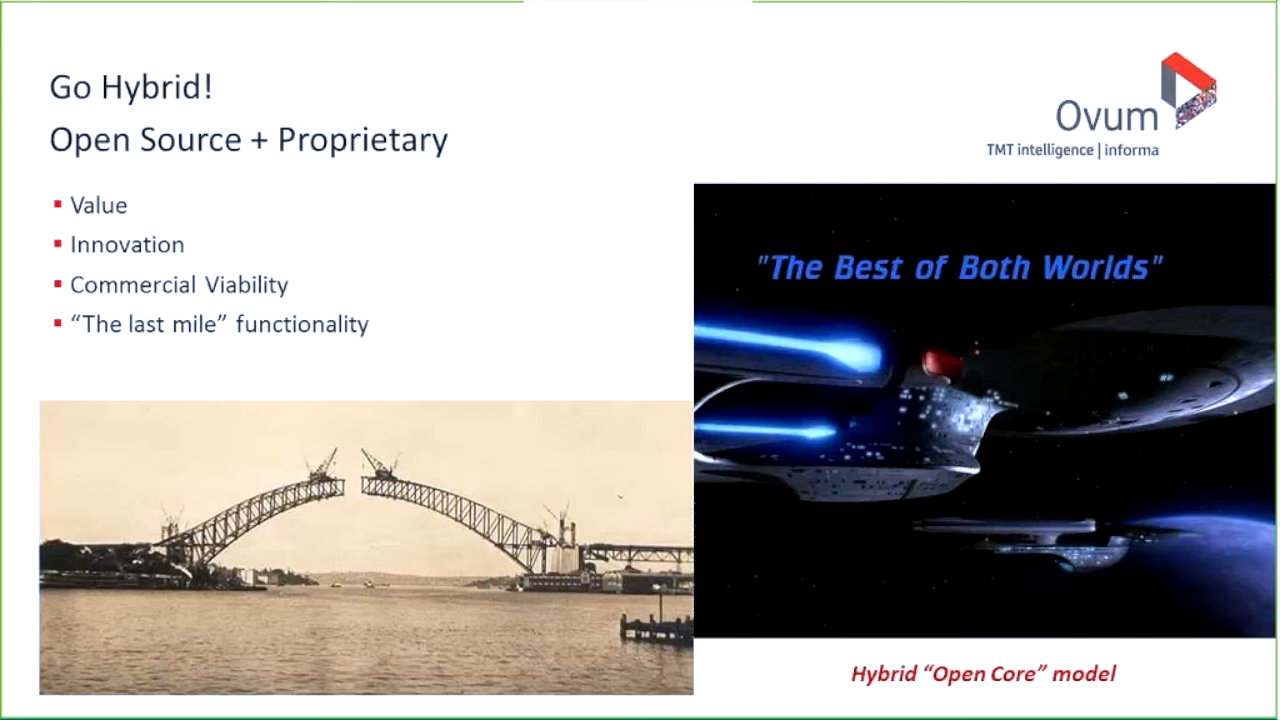 Go Hybrid!
Open Source + Proprietary
Ovum
TMT intelligence | informa
▪ Value
▪ Innovation
▪ Commercial Viability
▪ “The last mile” functionality
"The Best of Both Worlds"
Hybrid “Open Core” model